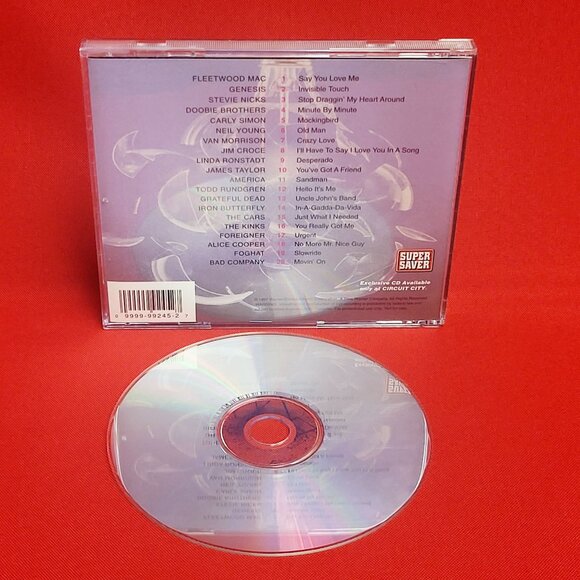 FLEETWOOD MAC 1 Say You Love Me
GENESIS 2 Invisible Touch
STEVIE NICKS 3 Stop Draggin' My Heart Around
DOOBIE BROTHERS 4 Minute By Minute
CARLY SIMON 5 Mockingbird
NEIL YOUNG 6 Old Man
VAN MORRISON 7 Crazy Love
JIM CROCE 8 I'll Have To Say I Love You In A Song
LINDA RONSTADT 9 Desperado
JAMES TAYLOR 10 You've Got A Friend
AMERICA 11 Sandman
TODD RUNDGREN 12 Hello It's Me
GRATEFUL DEAD 13 Uncle John's Band
IRON BUTTERFLY 14 In-A-Gadda-Da-Vida
THE CARS 15 Just What I Needed
THE KINKS 16 You Really Got Me
FOREIGNER 17 Urgent
ALICE COOPER 18 No More Mr. Nice Guy
FOGHAT 19 Slowride
BAD COMPANY 20 Movin' On
SUPER
SAVER
Exclusive CD Available
only at CIRCUIT CITY
0 9999-99245-2 7